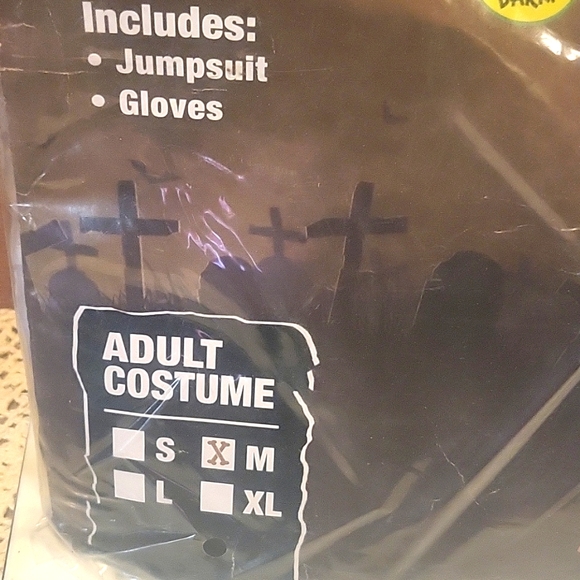 Includes:
• Jumpsuit
• Gloves
ADULT
COSTUME
S X M
L XL